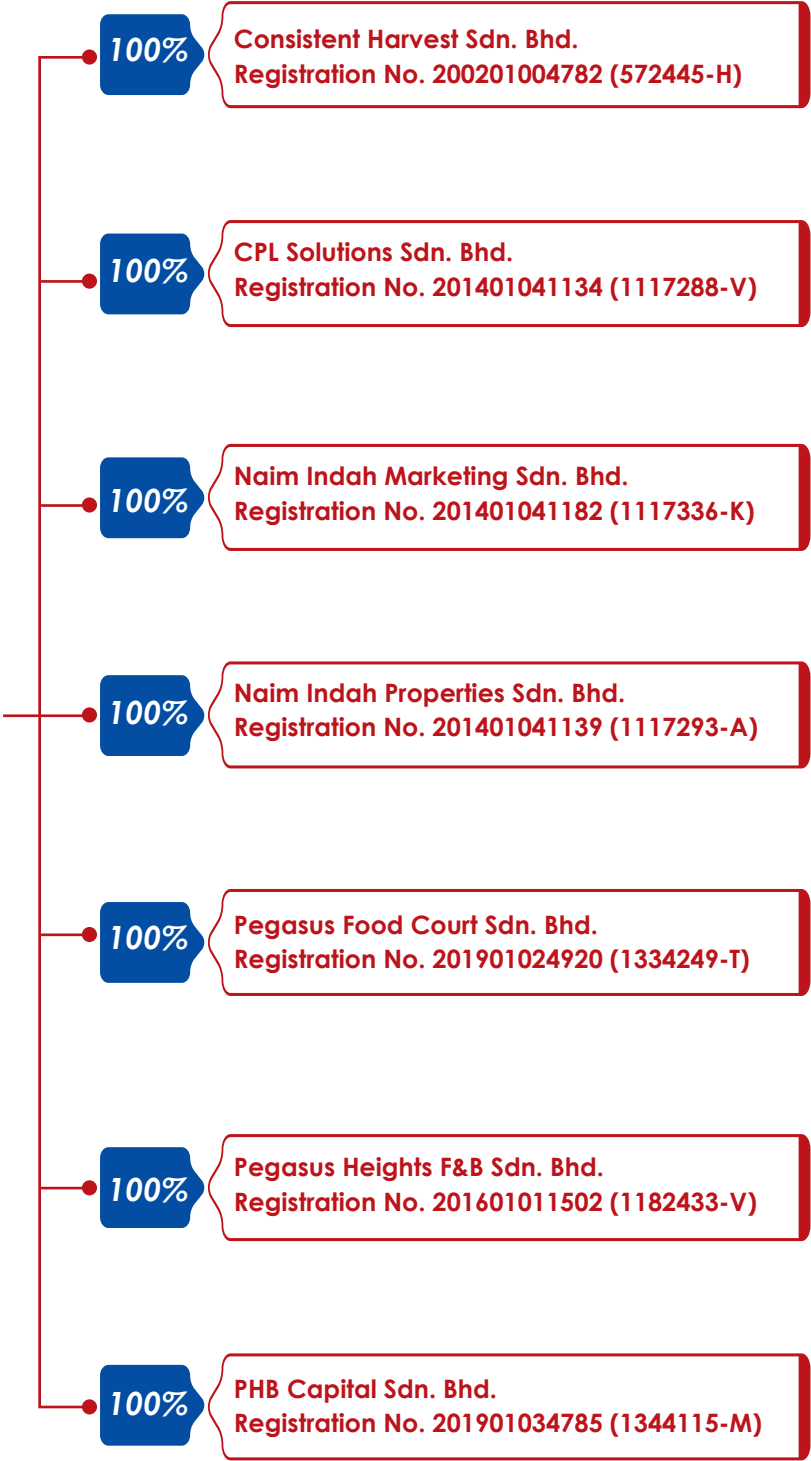 100%
Consistent Harvest Sdn. Bhd.
Registration No. 200201004782 (572445-H)
100%
CPL Solutions Sdn. Bhd.
Registration No. 201401041134 (1117288-V)
100%
Naim Indah Marketing Sdn. Bhd.
Registration No. 201401041182 (1117336-K)
100%
Naim Indah Properties Sdn. Bhd.
Registration No. 201401041139 (1117293-A)
100%
Pegasus Food Court Sdn. Bhd.
Registration No. 201901024920 (1334249-T)
100%
Pegasus Heights F&B Sdn. Bhd.
Registration No. 201601011502 (1182433-V)
100%
PHB Capital Sdn. Bhd.
Registration No. 201901034785 (1344115-M)